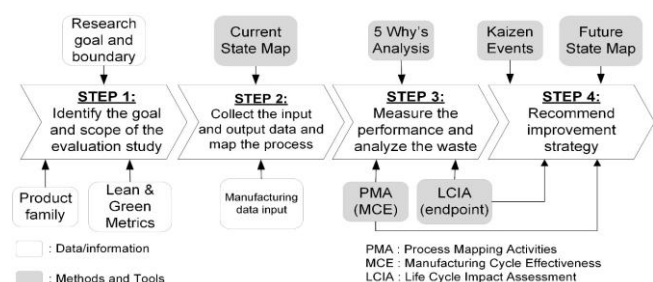 Research
goal and
boundary
Current
State Map
5 Why's
Analysis
Kaizen
Events
Future
State Map
STEP 1:
Identify the goal
and scope of the
evaluation study
STEP 2:
Collect the input
and output data and
map the process
STEP 3:
Measure the
performance and
analyze the waste
STEP 4:
Recommend
improvement
strategy
Product
family
Lean &
Green
Metrics
Manufacturing
data input
PMA
(MCE)
LCIA
(endpoint)
: Data/information
: Methods and Tools
PMA : Process Mapping Activities
MCE : Manufacturing Cycle Effectiveness
LCIA : Life Cycle Impact Assessment